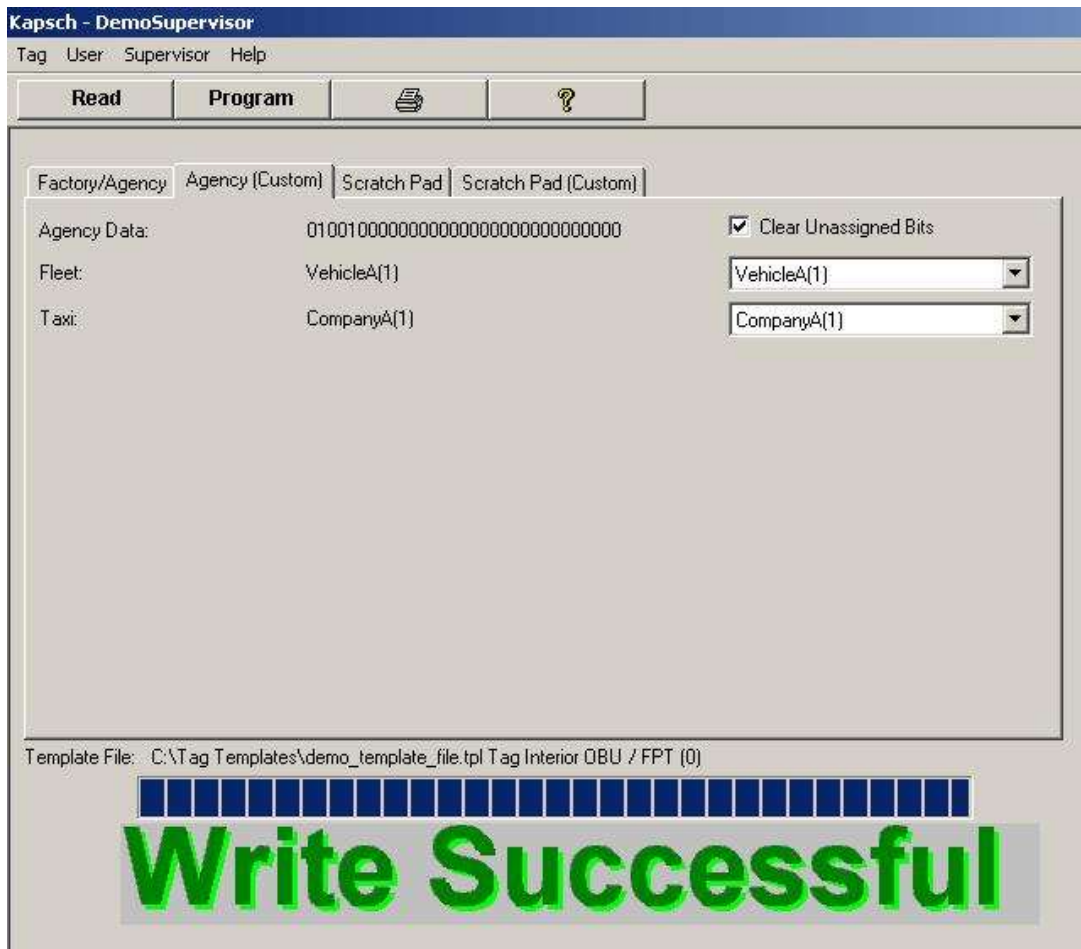 Kapsch - DemoSupervisor
Tag User Supervisor Help
Read Program ?
Factory/Agency Agency (Custom) Scratch Pad Scratch Pad (Custom)
Agency Data: 01001000000000000000000000000000 Clear Unassigned Bits
Fleet: VehicleA(1) VehicleA(1)
Taxi: CompanyA(1) CompanyA(1)
Template File: C:\Tag Templates\demo_template_file.tpl Tag Interior OBU / FPT (0)
Write Successful